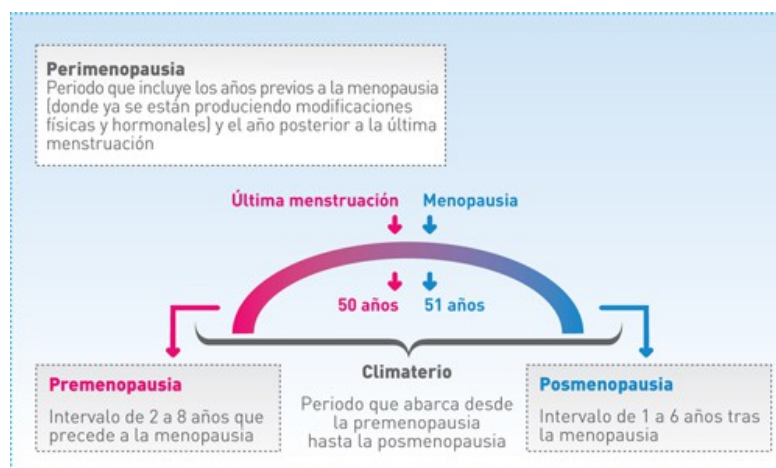 Perimenopausia
Periodo que incluye los años previos a la menopausia
(donde ya se están produciendo modificaciones
físicas y hormonales) y el año posterior a la última
menstruación
Última menstruación
Menopausia
50 años
51 años
Premenopausia
Intervalo de 2 a 8 años que
precede a la menopausia
Climaterio
Periodo que abarca desde
la premenopausia
hasta la posmenopausia
Posmenopausia
Intervalo de 1 a 6 años tras
la menopausia